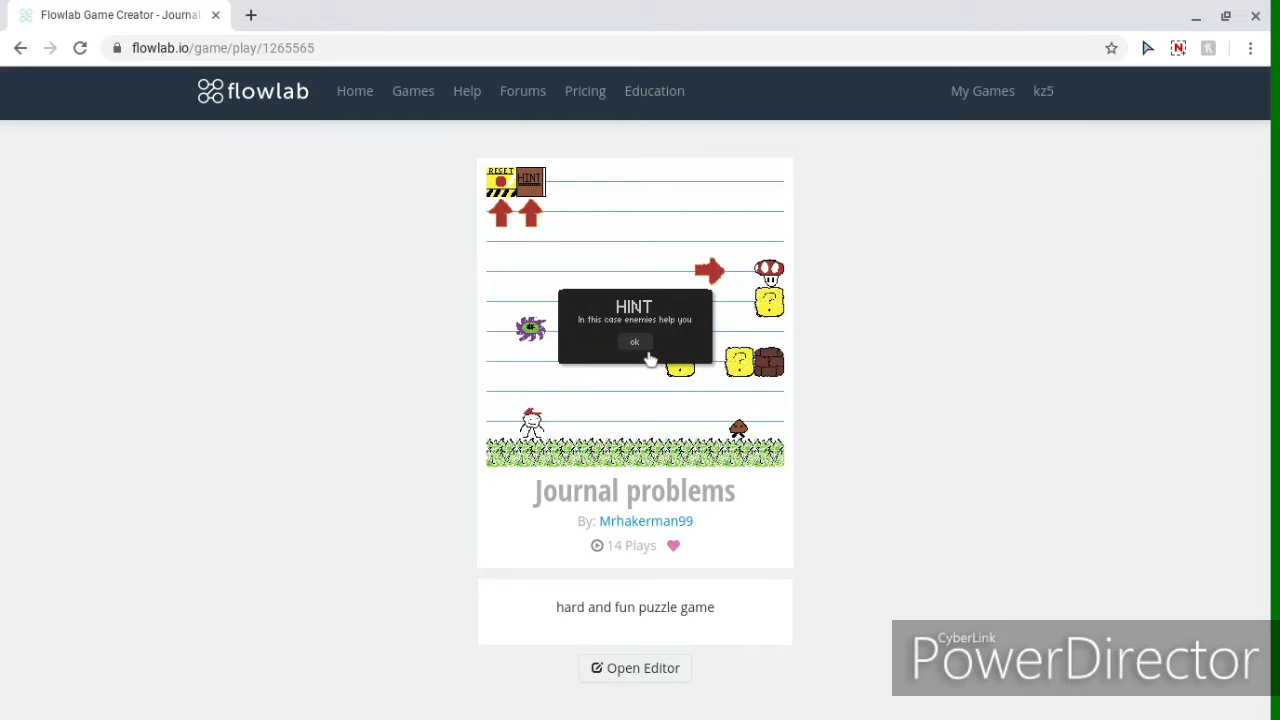 Flowlab Game Creator - Journal
flowlab.io/game/play/1265565
flowlab Home Games Help Forums Pricing Education My Games kz5
RESET HINT
HINT
In this case enemies help you
ok
? 
? ?
Journal problems
By: Mrhakerman99
14 Plays
hard and fun puzzle game
Open Editor
CyberLink
PowerDirector